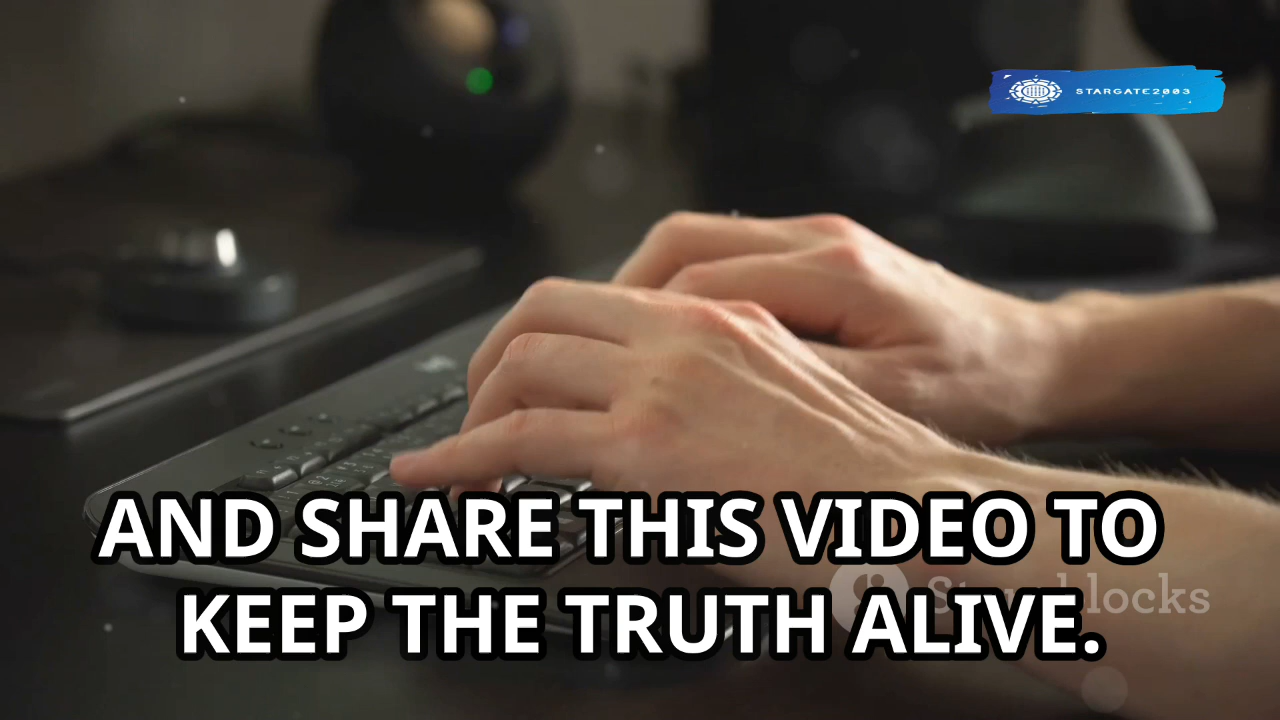 STARGATE2003
AND SHARE THIS VIDEO TO
KEEP THE TRUTH ALIVE.